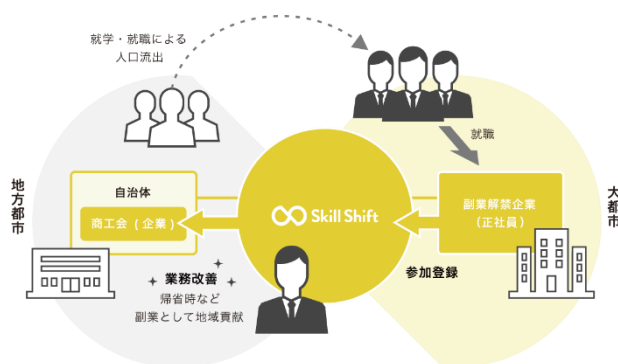 就学・就職による
人口流出
就職
地方都市
自治体
商工会（企業）
Skill Shift
副業解禁企業
（正社員）
大都市
参加登録
業務改善
帰省時など
副業として地域貢献